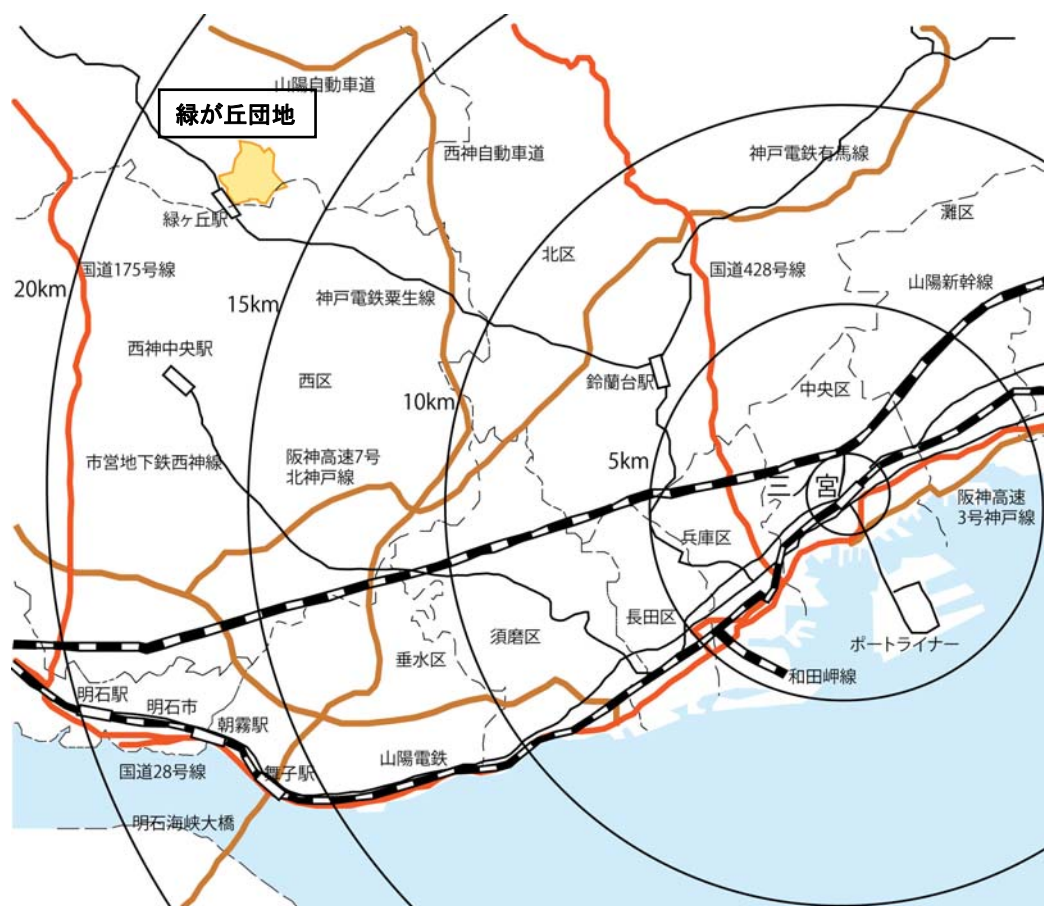 山陽自動車道
緑が丘団地
西神自動車道
神戸電鉄有馬線
緑ヶ丘駅
灘区
北区
国道175号線
国道428号線
20km
15km
神戸電鉄粟生線
山陽新幹線
西神中央駅
西区
鈴蘭台駅
中央区
10km
市営地下鉄西神線
阪神高速7号
北神戸線
5km
三 宮
阪神高速
3号神戸線
兵庫区
長田区
須磨区
垂水区
ポートライナー
和田岬線
明石駅
明石市
朝霧駅
山陽電鉄
国道28号線
舞子駅
明石海峡大橋